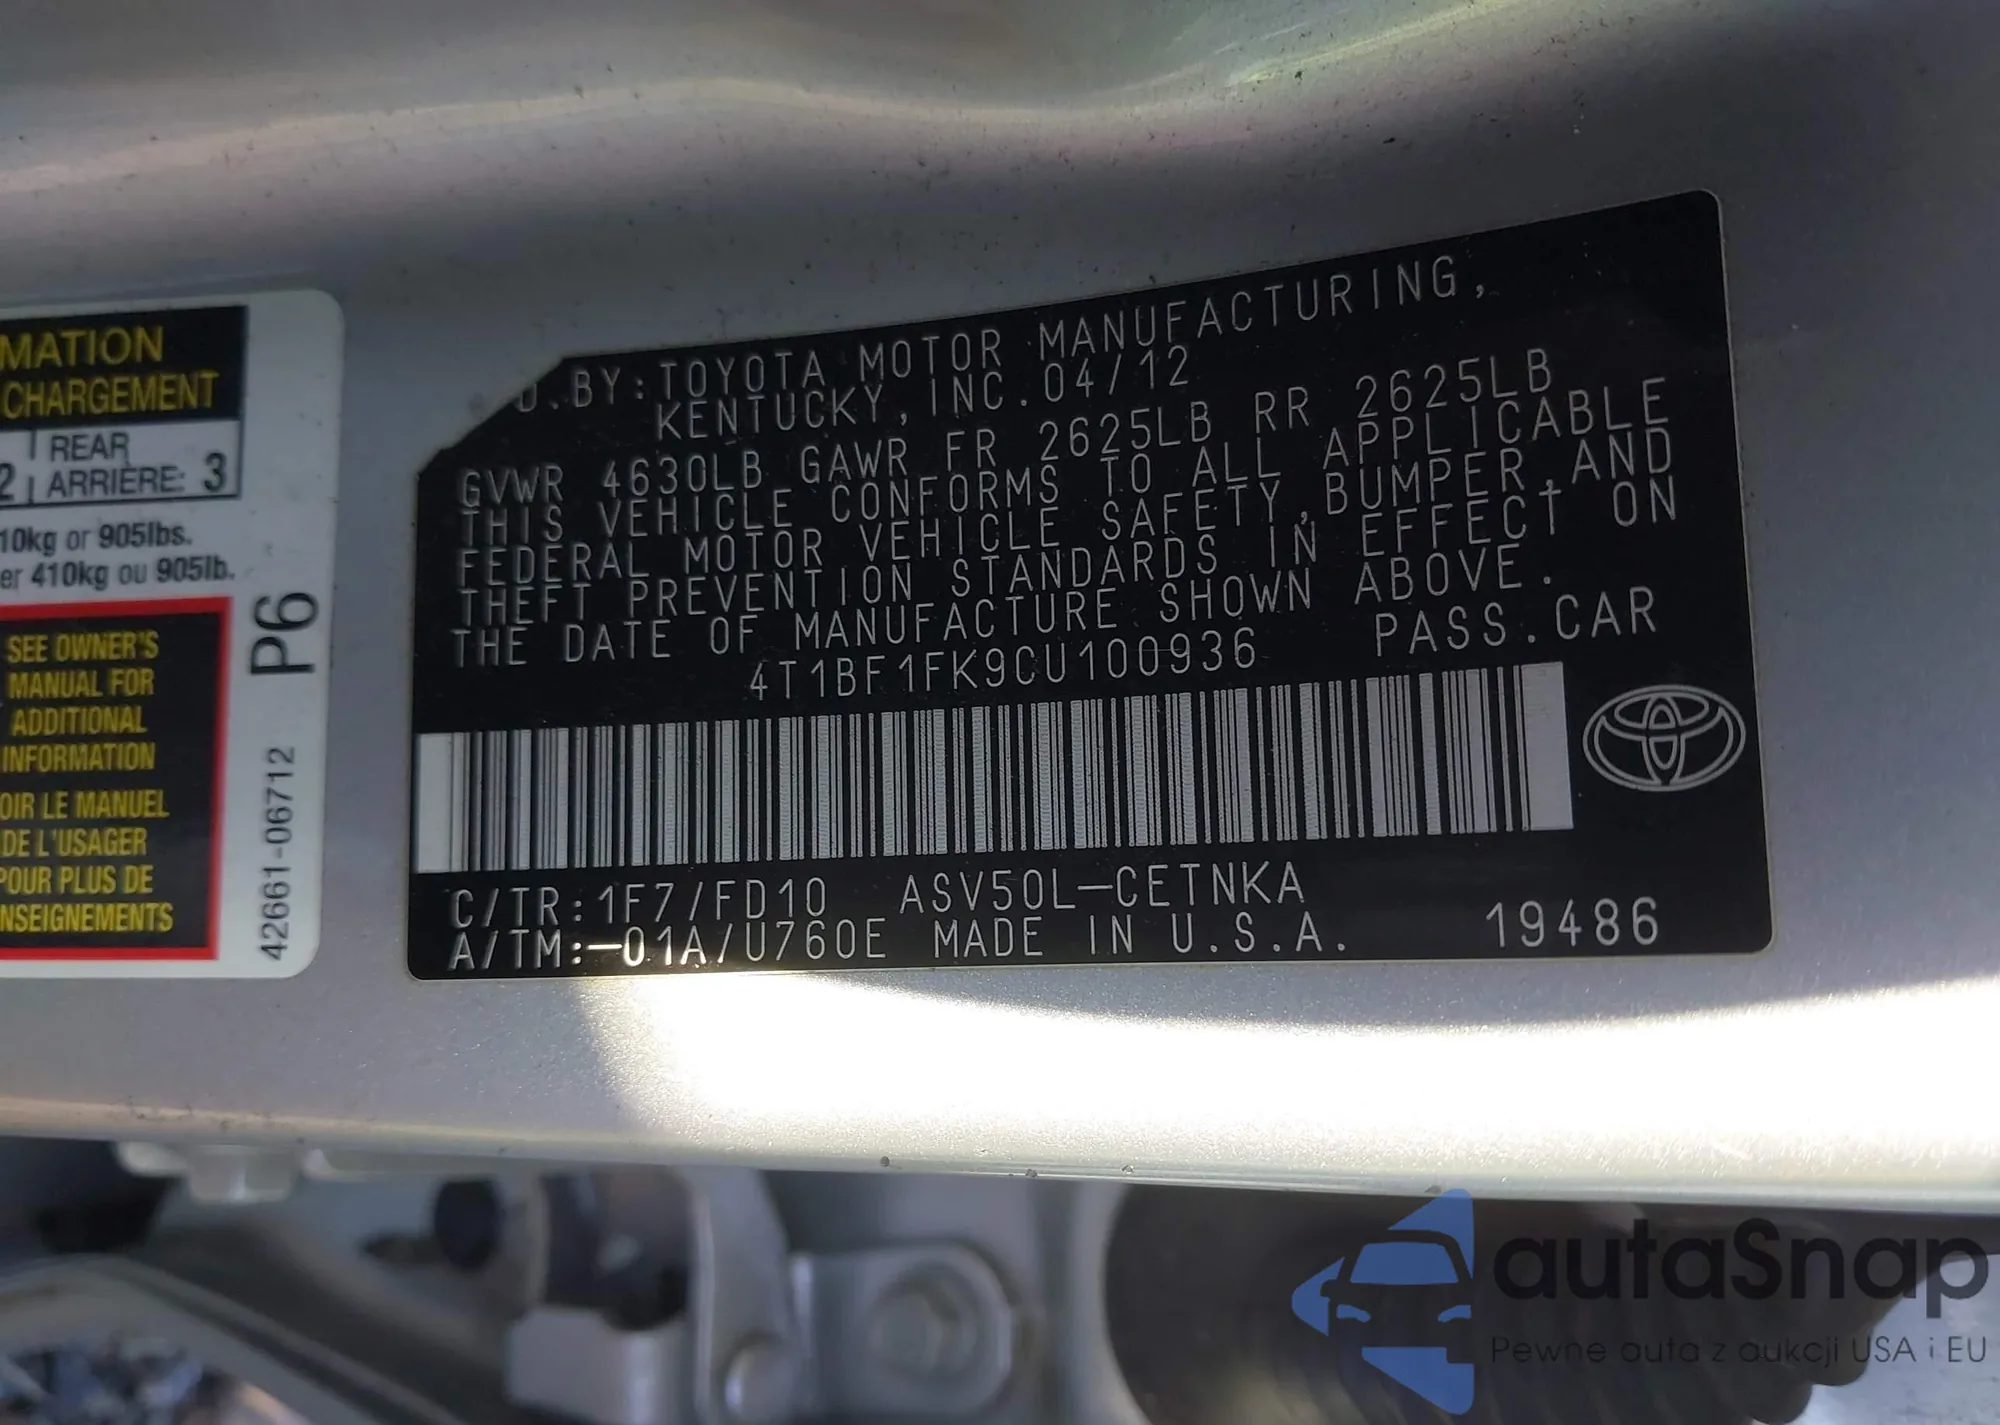 MATION
CHARGEMENT
2 REAR
ARRIÈRE: 3
10kg or 905lbs.
er 410kg ou 905lb.
SEE OWNER'S
MANUAL FOR
ADDITIONAL
INFORMATION
OIR LE MANUEL
DE L'USAGER
POUR PLUS DE
NSEIGNEMENTS
P6
42661-06712
D.BY:TOYOTA MOTOR MANUFACTURING,
KENTUCKY, INC. 04/12
GVWR 4630LB GAWR FR 2625LB RR 2625LB
THIS VEHICLE CONFORMS TO ALL APPLICABLE
FEDERAL MOTOR VEHICLE SAFETY,BUMPER,AND
THEFT PREVENTION STANDARDS IN EFFECT ON
THE DATE OF MANUFACTURE SHOWN ABOVE.
4T1BF1FK9CU100936 PASS.CAR
C/TR:1F7/FD10 ASV50L-CETNKA
A/TM:-01A/U760E MADE IN U.S.A. 19486
autaSnap
Pewne auta z aukcji USA i EU